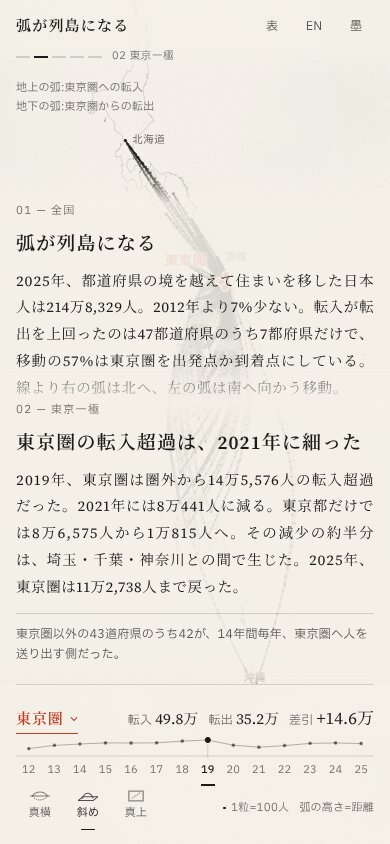 弧が列島になる
表 EN 墨
02 東京一極
地上の弧:東京圏への転入
地下の弧:東京圏からの転出
北海道
01 — 全国
弧が列島になる
東京圏 茨城
2025年、都道府県の境を越えて住まいを移した日本
人は214万8,329人。2012年より7%少ない。転入が転
出を上回ったのは47都道府県のうち7都府県だけで、
移動の57%は東京圏を出発点か到着点にしている。
線より右の弧は北へ、左の弧は南へ向かう移動。
02 — 東京一極
東京圏の転入超過は、2021年に細った
2019年、東京圏は圏外から14万5,576人の転入超過
だった。2021年には8万441人に減る。東京都だけで
は8万6,575人から1万815人へ。その減少の約半分
は、埼玉・千葉・神奈川との間で生じた。2025年、
東京圏は11万2,738人まで戻った。
東京圏以外の43道府県のうち42が、14年間毎年、東京圏へ人を
送り出す側だった。
沖縄
東京圏 転入 49.8万 転出 35.2万 差引 +14.6万
12 13 14 15 16 17 18 19 20 21 22 23 24 25
真横 斜め 真上
1粒=100人 弧の高さ=距離